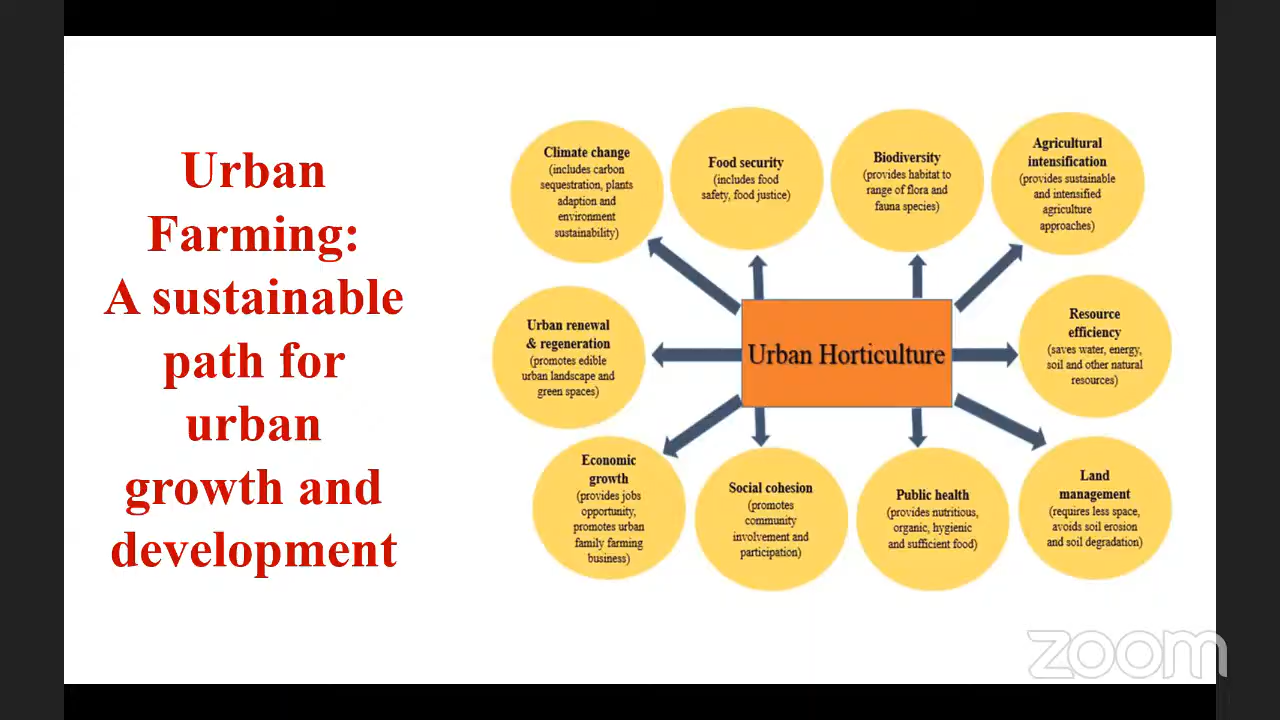 Urban
Farming:
A sustainable
path for
urban
growth and
development
Climate change
(includes carbon
sequestration, plants
adaption and
environment
sustainability)
Food security
(includes food
safety, food justice)
Biodiversity
(provides habitat to
range of flora and
fauna species)
Agricultural
intensification
(provides sustainable
and intensified
agriculture
approaches)
Urban renewal
& regeneration
(promotes edible
urban landscape and
green spaces)
Urban Horticulture
Resource
efficiency
(saves water, energy,
soil and other natural
resources)
Economic
growth
(provides jobs
opportunity,
promotes urban
family farming
business)
Social cohesion
(promotes
community
involvement and
participation)
Public health
(provides nutritious,
organic, hygienic
and sufficient food)
Land
management
(requires less space,
avoids soil erosion
and soil degradation)
zoom